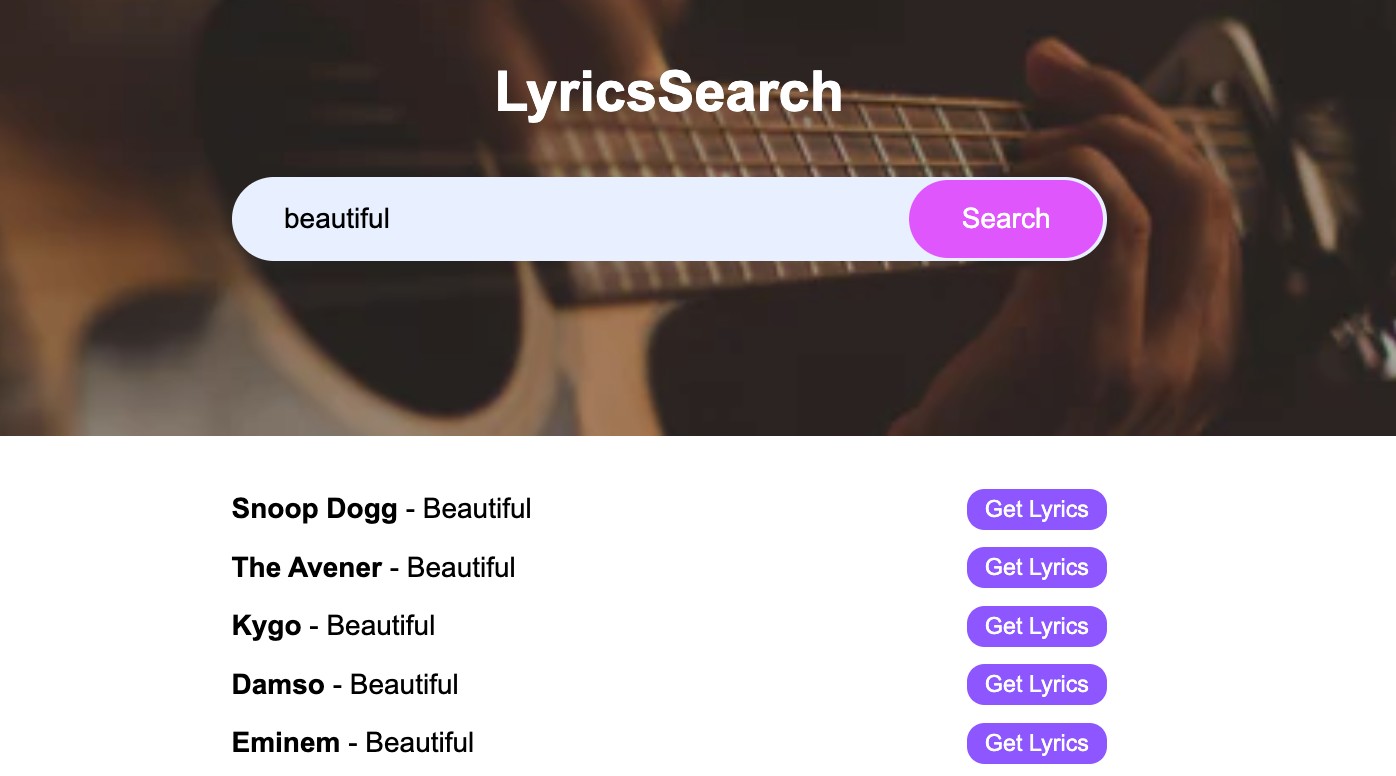 LyricsSearch
beautiful Search
Snoop Dogg - Beautiful Get Lyrics
The Avener - Beautiful Get Lyrics
Kygo - Beautiful Get Lyrics
Damso - Beautiful Get Lyrics
Eminem - Beautiful Get Lyrics